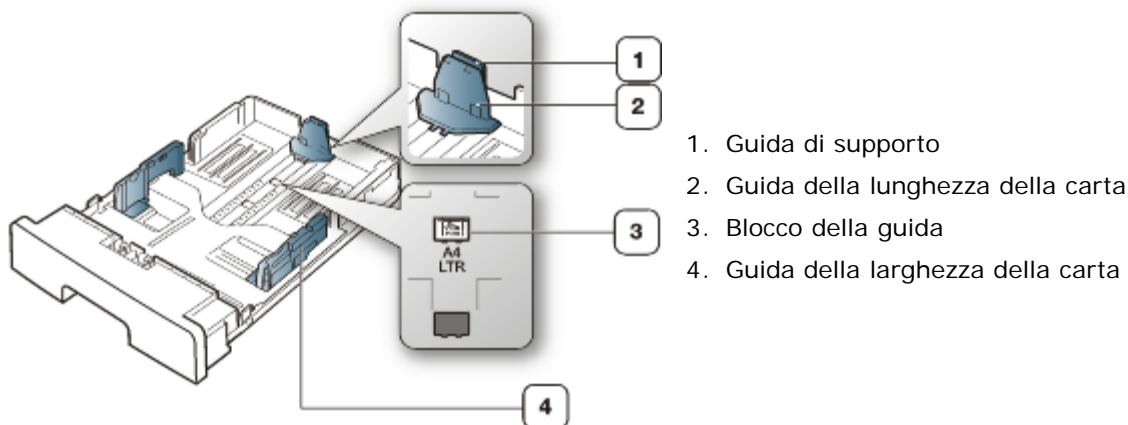 1
2
3
A4
LTR
4
1. Guida di supporto
2. Guida della lunghezza della carta
3. Blocco della guida
4. Guida della larghezza della carta